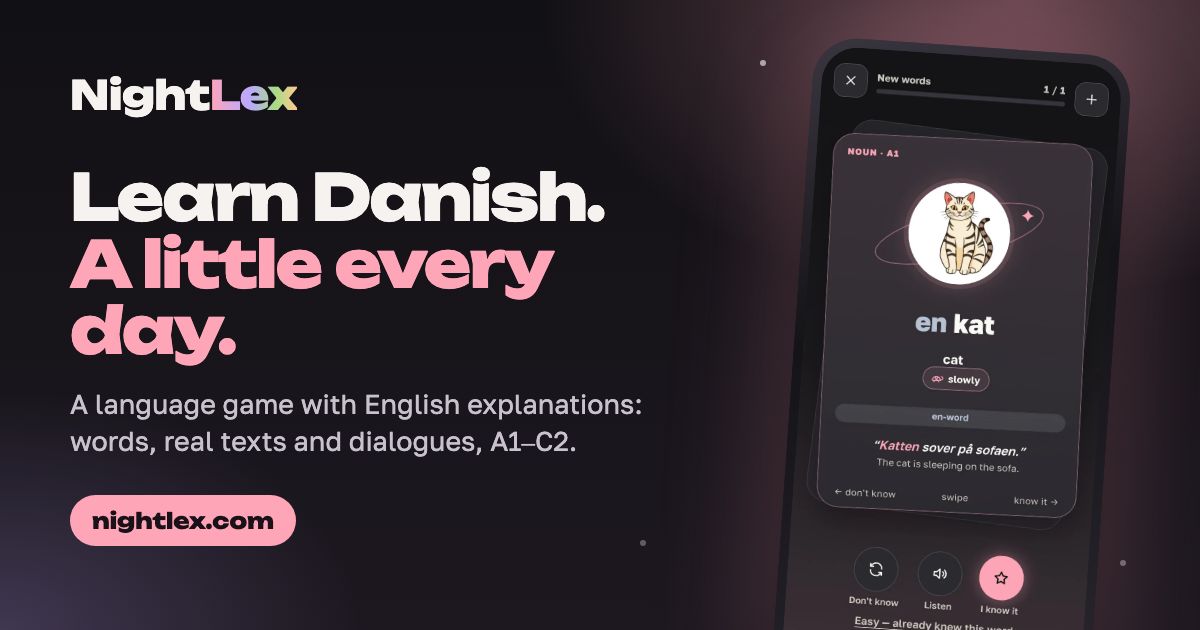 NightLex
Learn Danish.
A little every
day.
A language game with English explanations:
words, real texts and dialogues, A1–C2.
nightlex.com
New words
1 / 1
NOUN · A1
en kat
cat
slowly
en-word
“Katten sover på sofaen.”
The cat is sleeping on the sofa.
← don't know swipe know it →
Don't know Listen I know it
Easy — already knew this word